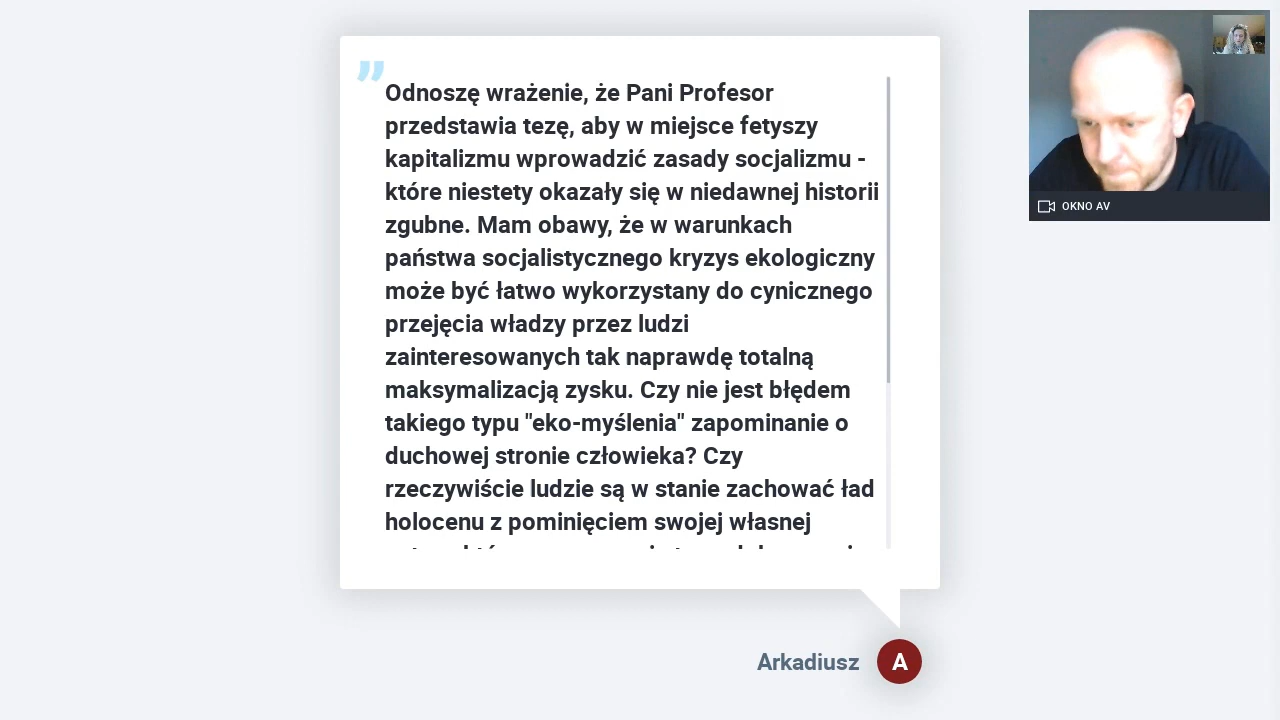 Odnoszę wrażenie, że Pani Profesor
przedstawia tezę, aby w miejsce fetyszy
kapitalizmu wprowadzić zasady socjalizmu -
które niestety okazały się w niedawnej historii
zgubne. Mam obawy, że w warunkach
państwa socjalistycznego kryzys ekologiczny
może być łatwo wykorzystany do cynicznego
przejęcia władzy przez ludzi
zainteresowanych tak naprawdę totalną
maksymalizacją zysku. Czy nie jest błędem
takiego typu "eko-myślenia" zapominanie o
duchowej stronie człowieka? Czy
rzeczywiście ludzie są w stanie zachować ład
holocenu z pominięciem swojej własnej
Arkadiusz
A
OKNO AV